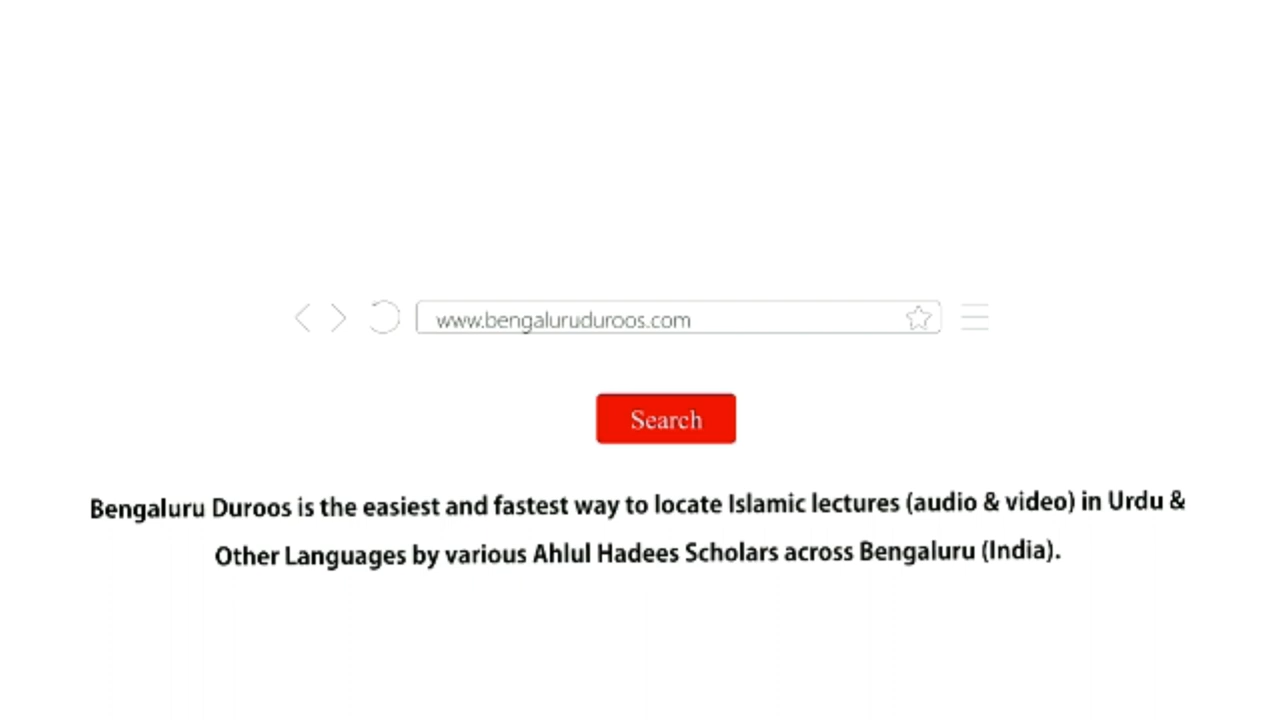 www.bengaluruduroos.com
Search
Bengaluru Duroos is the easiest and fastest way to locate Islamic lectures (audio & video) in Urdu &
Other Languages by various Ahlul Hadees Scholars across Bengaluru (India).